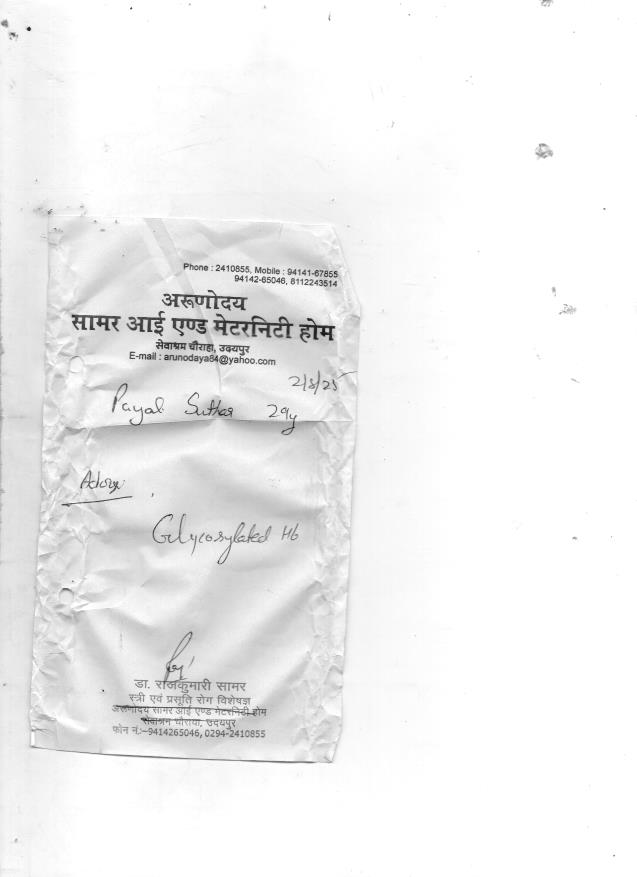 Phone : 2410855, Mobile : 94141-67855
94142-65046, 8112243514
अरूणोदय
सामर आई एण्ड मेटरनिटी होम
सेवाश्रम चौराहा, उदयपुर
E-mail : arunodaya84@yahoo.com
2/8/25
Payal Suthar 29y
Glycosylated Hb
डा. राजकुमारी सामर
स्त्री एवं प्रसूति रोग विशेषज्ञ
अरूणोदय सामर आई एण्ड मेटरनिटी होम
सेवाश्रम चौराया, उदयपुर
फोन नं:-9414265046, 0294-2410855